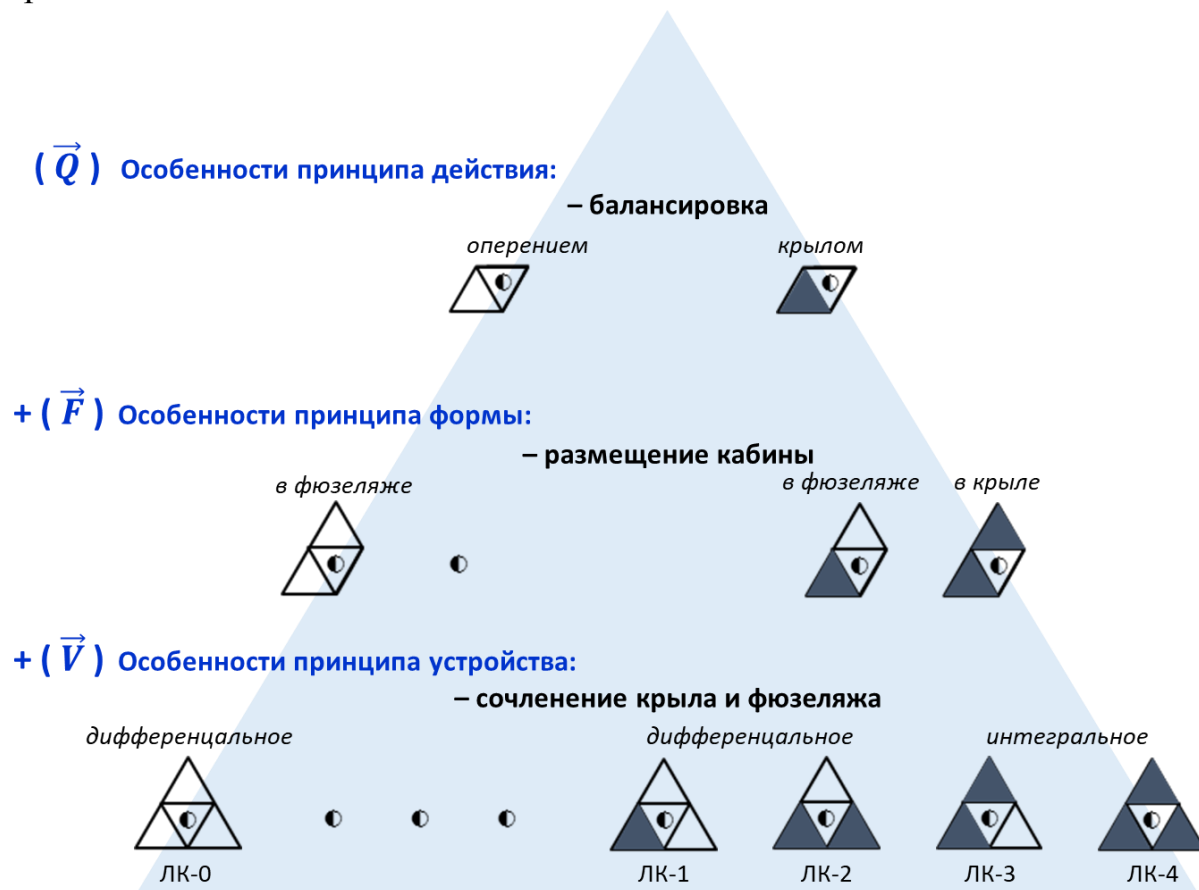 ( Q⃗ ) Особенности принципа действия:
– балансировка
оперением крылом
+ ( F⃗ ) Особенности принципа формы:
– размещение кабины
в фюзеляже в фюзеляже в крыле
+ ( V⃗ ) Особенности принципа устройства:
– сочленение крыла и фюзеляжа
дифференцальное дифференцальное интегральное
ЛК-0 ЛК-1 ЛК-2 ЛК-3 ЛК-4